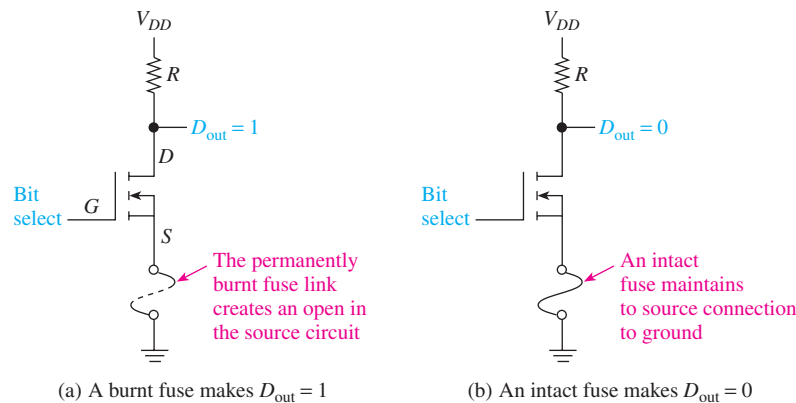 V_DD
R
D_out = 1
D
Bit
select
G
S
The permanently
burnt fuse link
creates an open in
the source circuit
(a) A burnt fuse makes D_out = 1
V_DD
R
D_out = 0
Bit
select
An intact
fuse maintains
to source connection
to ground
(b) An intact fuse makes D_out = 0